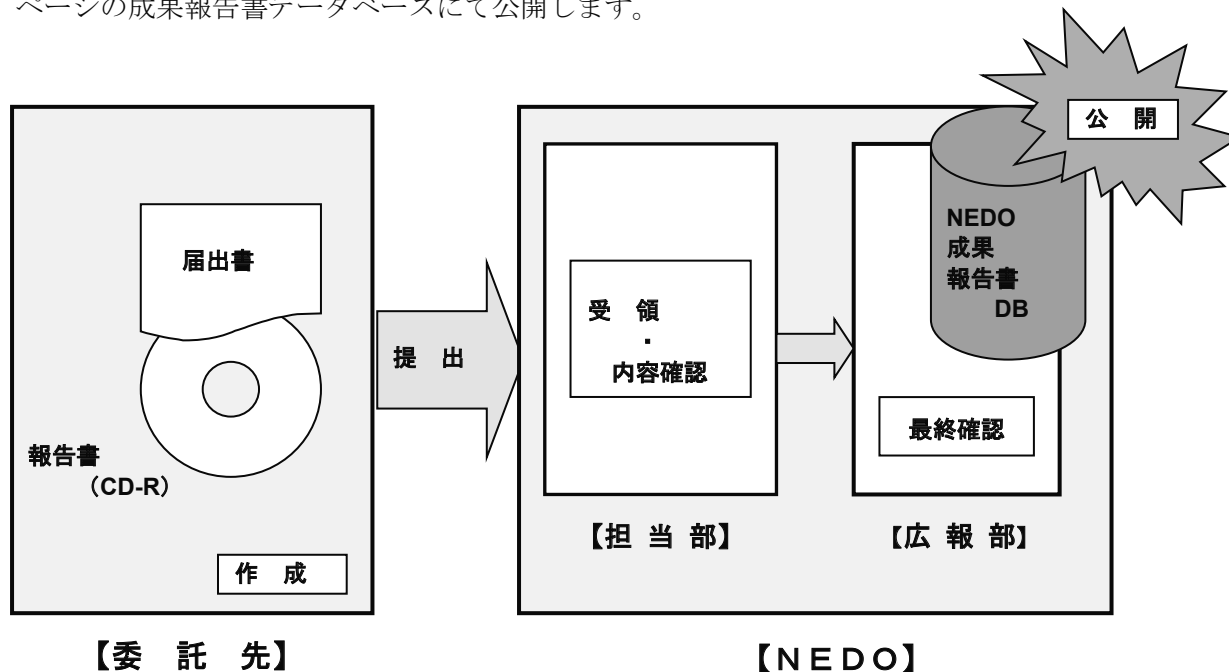 ページの成果報告書データベースにて公開します。
公 開
届出書
NEDO
成果
報告書
DB
受 領
・
内容確認
提 出
最終確認
報告書
(CD-R)
作 成
【担 当 部】
【広 報 部】
【委 託 先】
【NEDO】